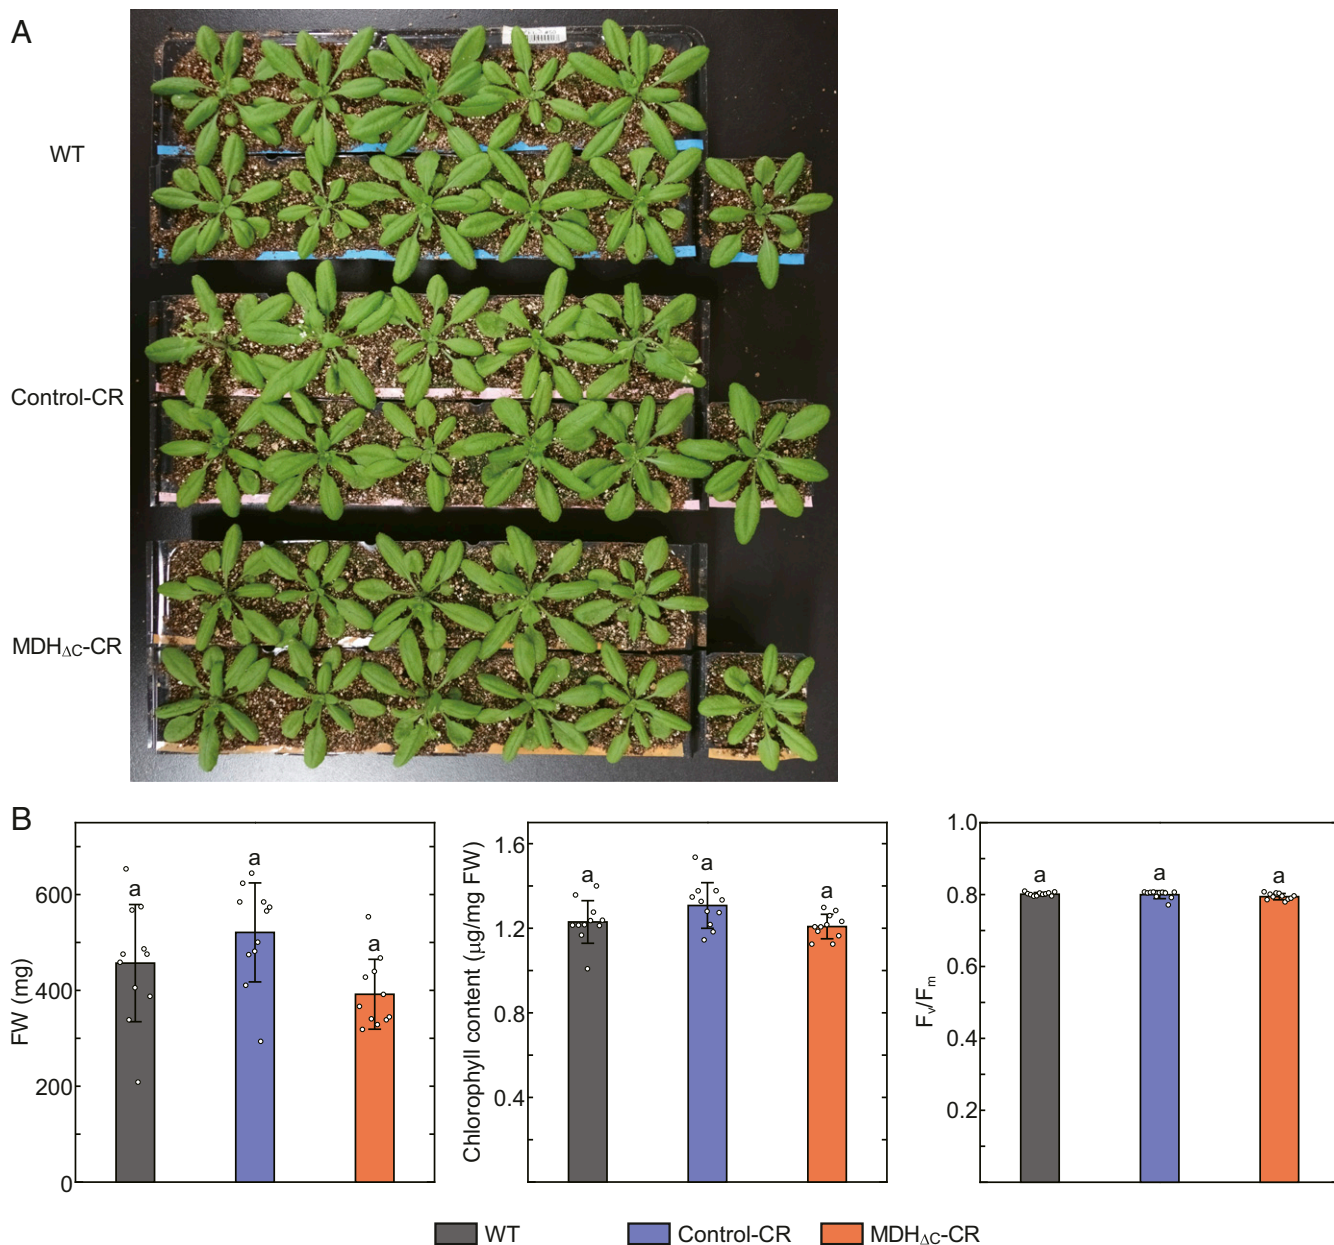 A
WT
Control-CR
MDHΔC-CR
B
FW (mg)
600
400
200
0
a
a
a
Chlorophyll content (µg/mg FW)
1.6
1.2
0.8
0.4
a
a
a
Fv/Fm
1.0
0.8
0.6
0.4
0.2
a
a
a
WT
Control-CR
MDHΔC-CR